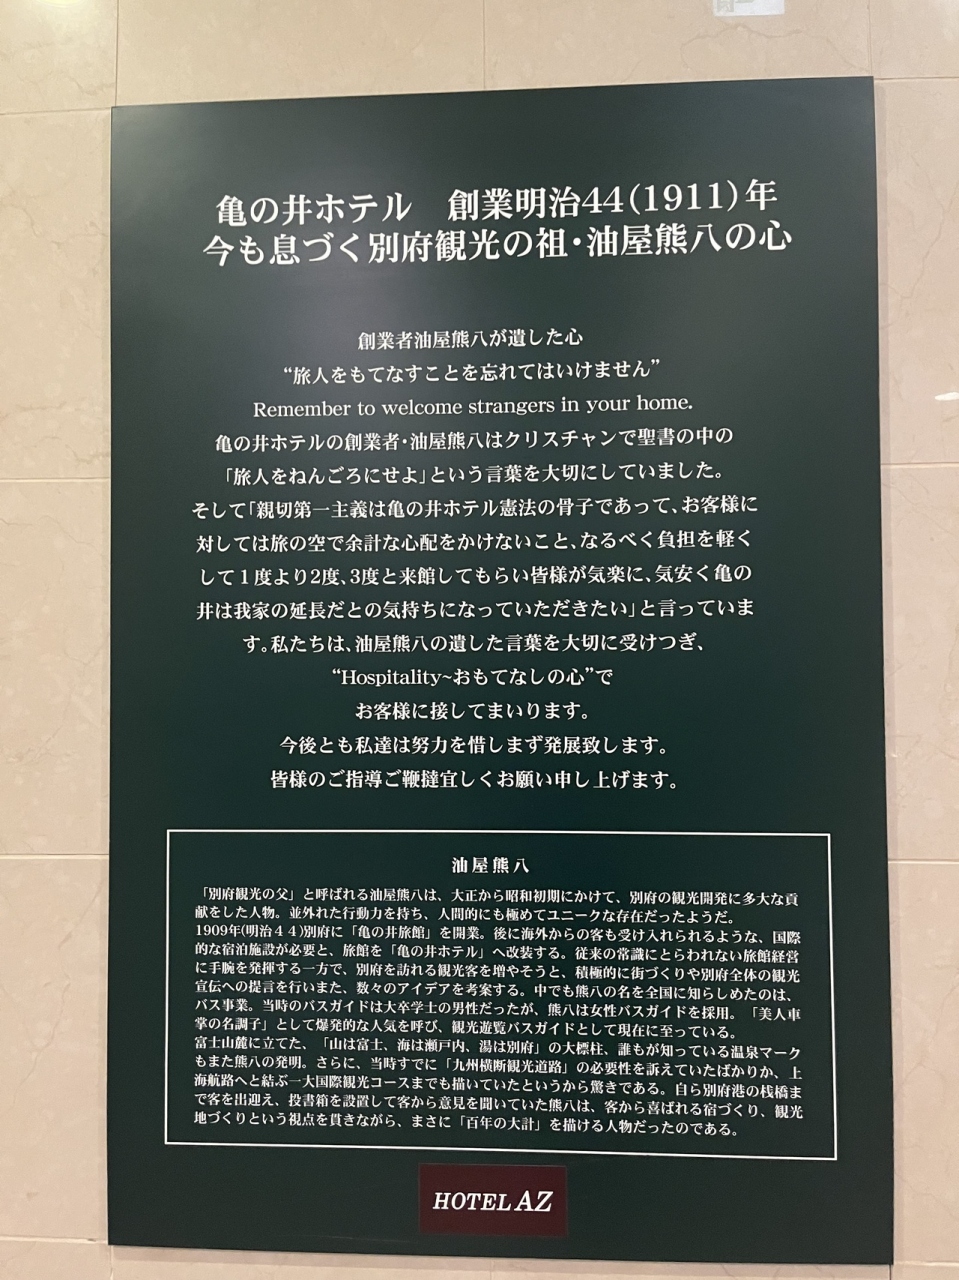 亀の井ホテル　創業明治44(1911)年
今も息づく別府観光の祖・油屋熊八の心
創業者油屋熊八が遺した心
“旅人をもてなすことを忘れてはいけません”
Remember to welcome strangers in your home.
亀の井ホテルの創業者・油屋熊八はクリスチャンで聖書の中の
「旅人をねんごろにせよ」という言葉を大切にしていました。
そして「親切第一主義は亀の井ホテル憲法の骨子であって、お客様に
対しては旅の空で余計な心配をかけないこと、なるべく負担を軽く
して１度より2度、3度と来館してもらい皆様が気楽に、気安く亀の
井は我家の延長だとの気持ちになっていただきたい」と言っていま
す。私たちは、油屋熊八の遺した言葉を大切に受けつぎ、
“Hospitality~おもてなしの心”で
お客様に接してまいります。
今後とも私達は努力を惜しまず発展致します。
皆様のご指導ご鞭撻宜しくお願い申し上げます。
油屋熊八
「別府観光の父」と呼ばれる油屋熊八は、大正から昭和初期にかけて、別府の観光開発に多大な貢
献をした人物。並外れた行動力を持ち、人間的にも極めてユニークな存在だったようだ。
1909年(明治４４)別府に「亀の井旅館」を開業。後に海外からの客も受け入れられるような、国際
的な宿泊施設が必要と、旅館を「亀の井ホテル」へ改装する。従来の常識にとらわれない旅館経営
に手腕を発揮する一方で、別府を訪れる観光客を増やそうと、積極的に街づくりや別府全体の観光
宣伝への提言を行いまた、数々のアイデアを考案する。中でも熊八の名を全国に知らしめたのは、
バス事業。当時のバスガイドは大卒学士の男性だったが、熊八は女性バスガイドを採用。「美人車
掌の名調子」として爆発的な人気を呼び、観光遊覧バスガイドとして現在に至っている。
富士山麓に立てた、「山は富士、海は瀬戸内、湯は別府」の大標柱、誰もが知っている温泉マーク
もまた熊八の発明。さらに、当時すでに「九州横断観光道路」の必要性を訴えていたばかりか、上
海航路へと結ぶ一大国際観光コースまでも描いていたというから驚きである。自ら別府港の桟橋ま
で客を出迎え、投書箱を設置して客から意見を聞いていた熊八は、客から喜ばれる宿づくり、観光
地づくりという視点を貫きながら、まさに「百年の大計」を描ける人物だったのである。
HOTEL AZ